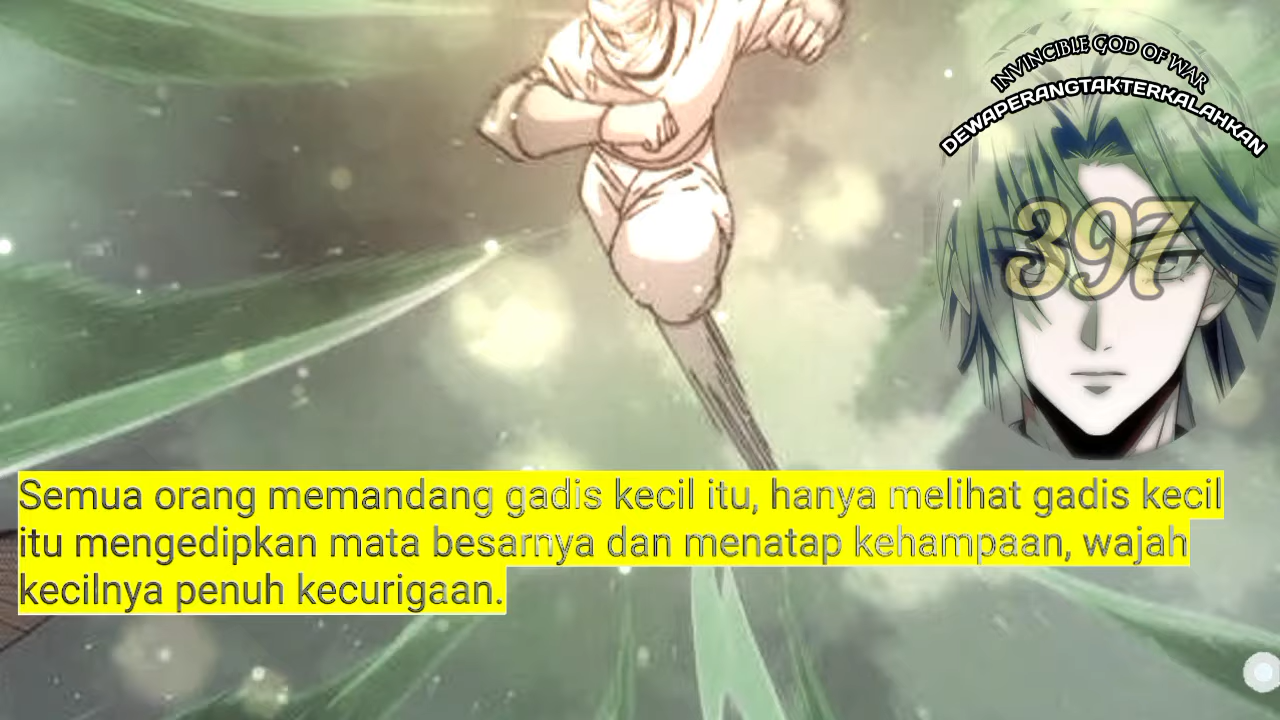 INVINCIBLE GOD OF WAR
DEWAPERANGTAKTERKALAHKAN
397
Semua orang memandang gadis kecil itu, hanya melihat gadis kecil
itu mengedipkan mata besarnya dan menatap kehampaan, wajah
kecilnya penuh kecurigaan.